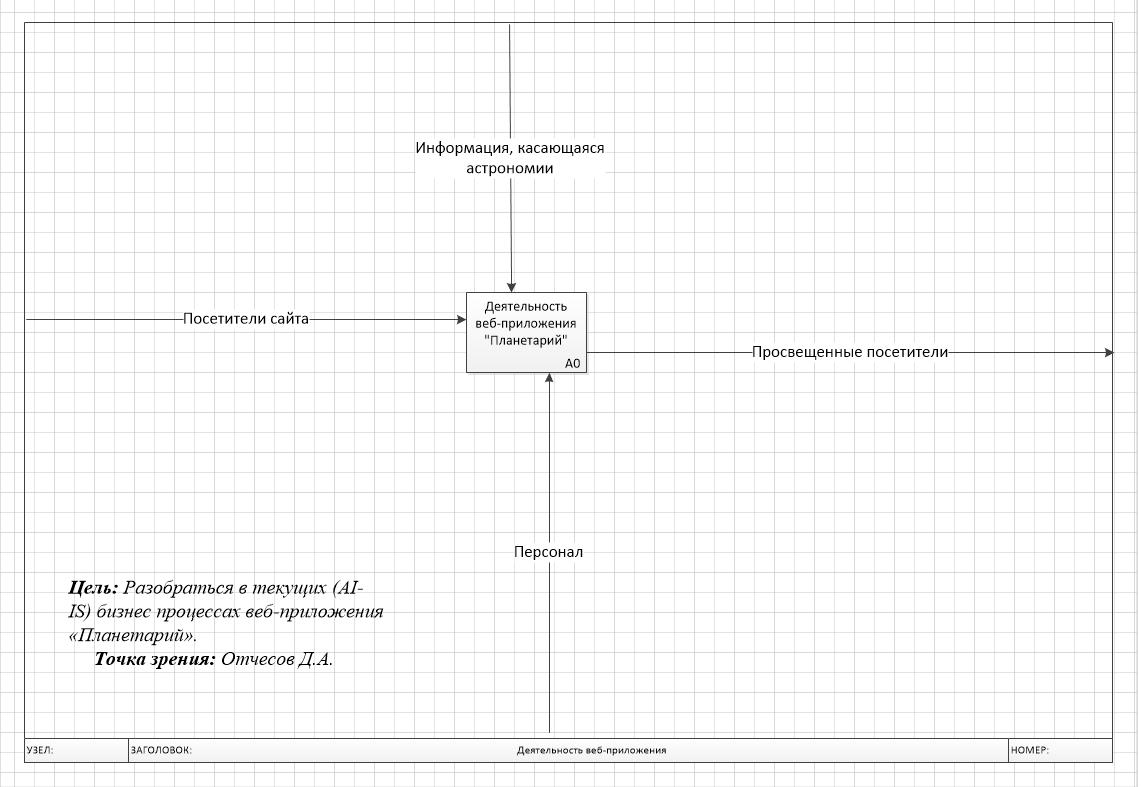 Информация, касающаяся
астрономии
Посетители сайта
Деятельность
веб-приложения
"Планетарий"
A0
Просвещенные посетители
Персонал
Цель: Разобраться в текущих (AI-
IS) бизнес процессах веб-приложения
«Планетарий».
Точка зрения: Отчесов Д.А.
УЗЕЛ:
ЗАГОЛОВОК:
Деятельность веб-приложения
НОМЕР: